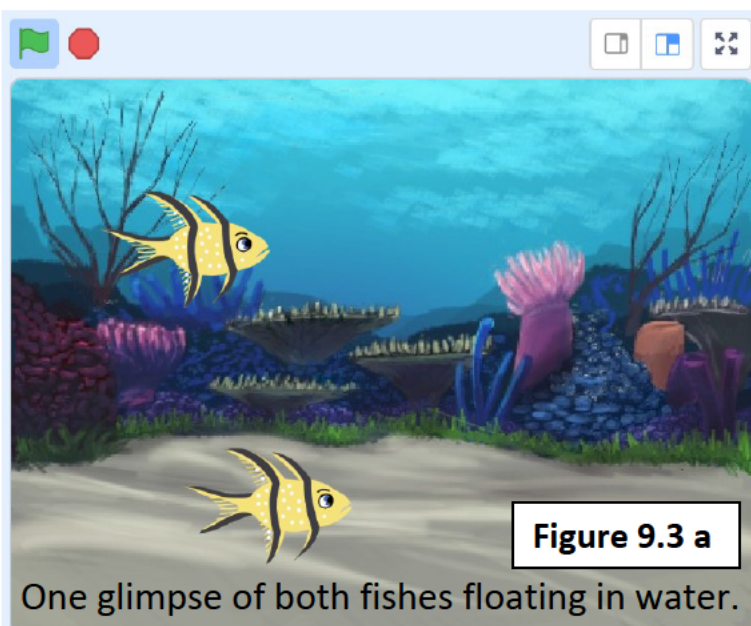 Figure 9.3 a
One glimpse of both fishes floating in water.